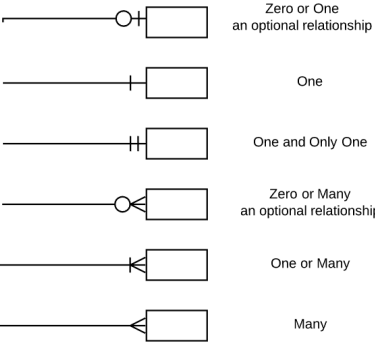 Zero or One
an optional relationship
One
One and Only One
Zero or Many
an optional relationship
One or Many
Many